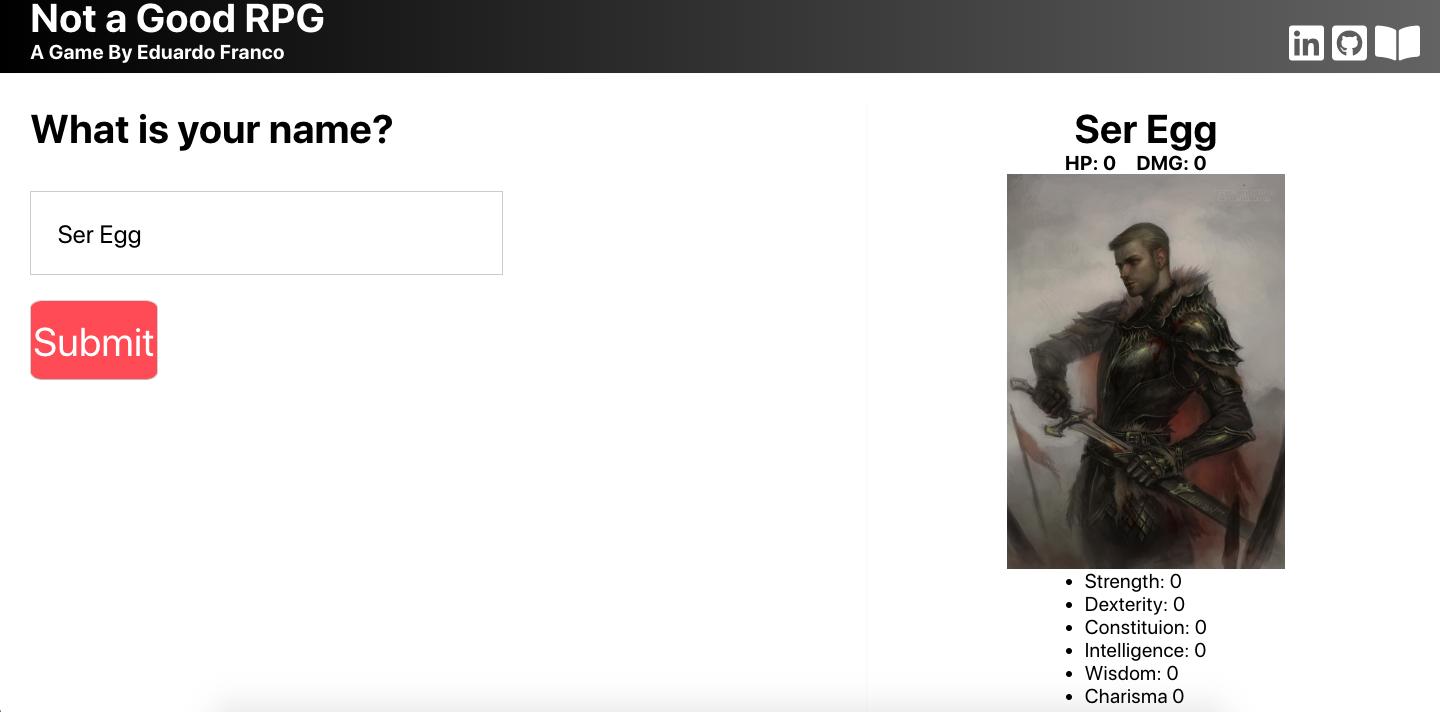 Not a Good RPG
A Game By Eduardo Franco
in
What is your name?
Ser Egg
Submit
Ser Egg
HP: 0 DMG: 0
• Strength: 0
• Dexterity: 0
• Constituion: 0
• Intelligence: 0
• Wisdom: 0
• Charisma 0